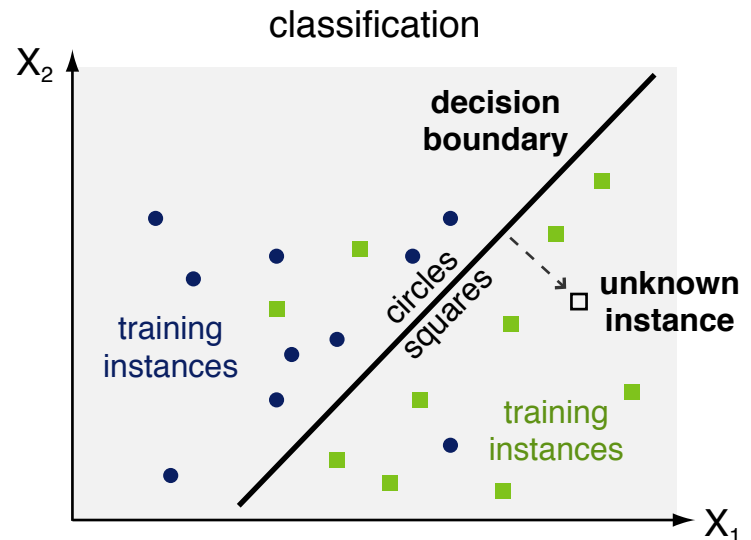 classification
X2
decision
boundary
circles
squares
unknown
instance
training
instances
training
instances
X1